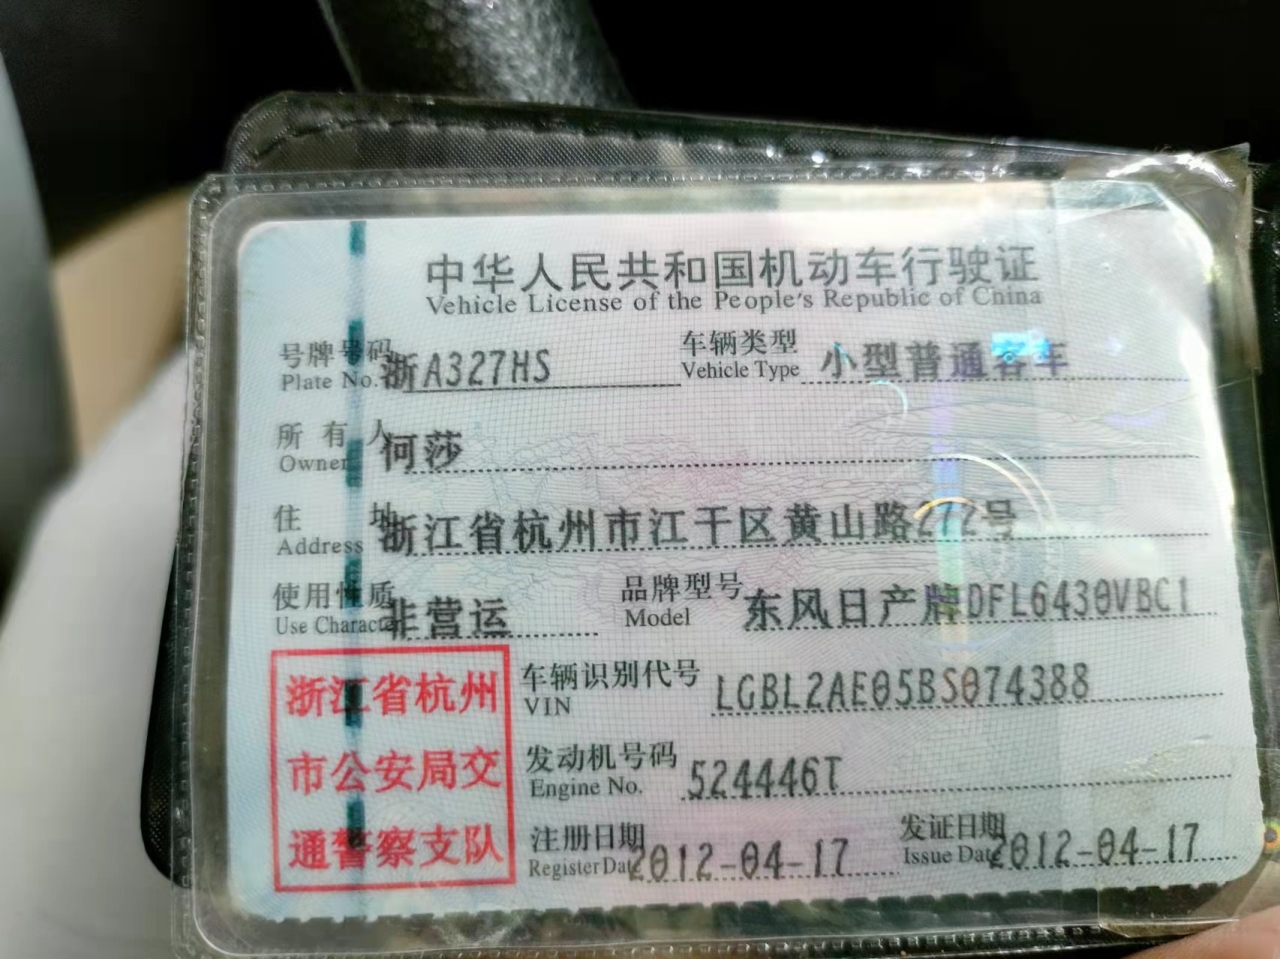 中华人民共和国机动车行驶证
Vehicle License of the People's Republic of China
号牌号码 浙A327HS 车辆类型 小型普通客车
Plate No. Vehicle Type
所有人 何莎
Owner
住址 浙江省杭州市江干区黄山路272号
Address
使用性质 非营运 品牌型号 东风日产牌DFL6430VBC1
Use Character Model
浙江省杭州
市公安局交
通警察支队
车辆识别代号 LGBL2AE05BS074388
VIN
发动机号码 524446T
Engine No.
注册日期 2012-04-17 发证日期 2012-04-17
Register Date Issue Date